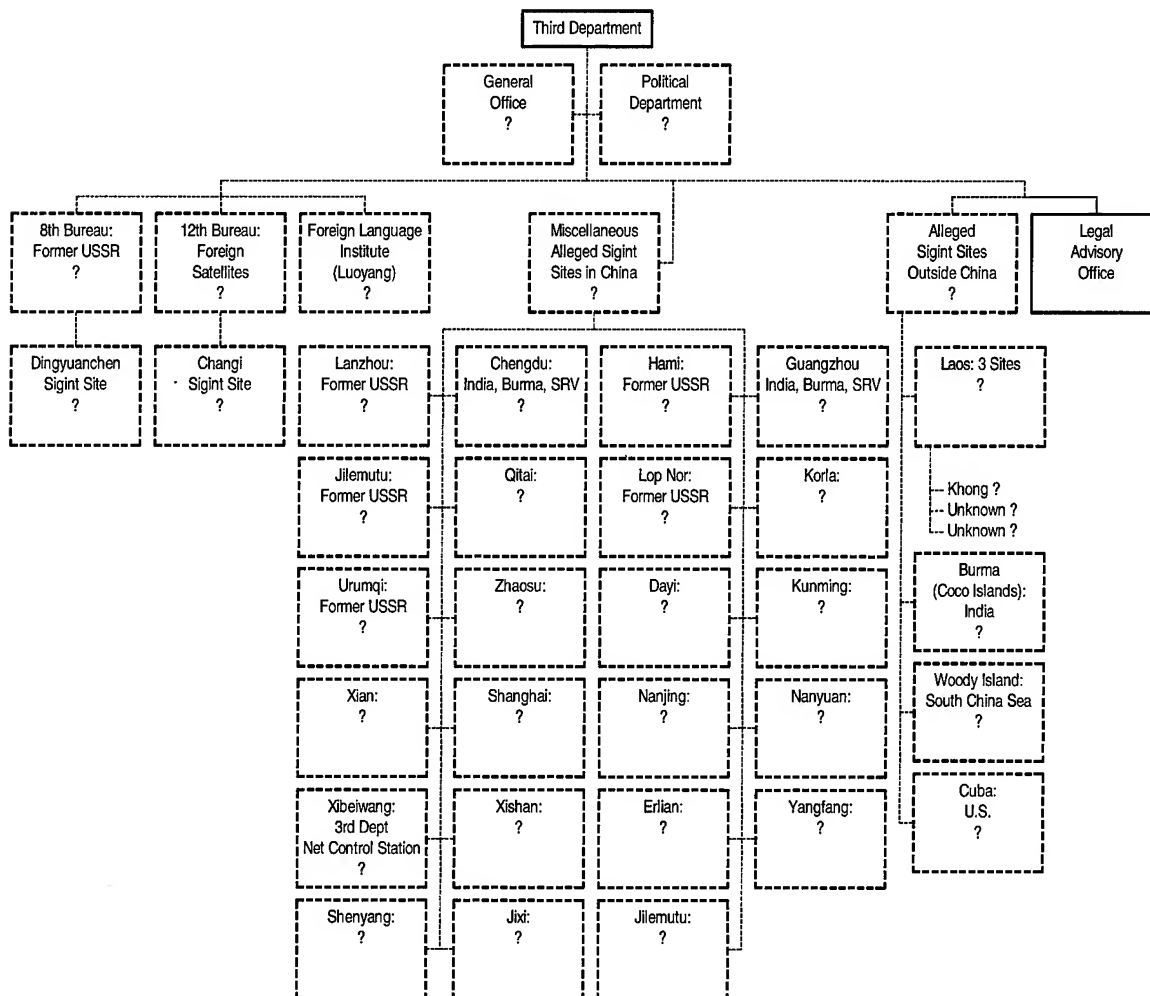 Third Department
General
Office
?
Political
Department
?
8th Bureau:
Former USSR
?
12th Bureau:
Foreign
Satellites
?
Foreign Language
Institute
(Luoyang)
?
Miscellaneous
Alleged Sigint
Sites in China
?
Alleged
Sigint Sites
Outside China
?
Legal
Advisory
Office
Dingyuanchen
Sigint Site
?
Changi
Sigint Site
?
Lanzhou:
Former USSR
?
Chengdu:
India, Burma, SRV
?
Hami:
Former USSR
?
Guangzhou
India, Burma, SRV
?
Laos: 3 Sites
?
Jilemutu:
Former USSR
?
Qitai:
?
Lop Nor:
Former USSR
?
Korla:
?
Khong ?
Unknown ?
Unknown ?
Urumqi:
Former USSR
?
Zhaosu:
?
Dayi:
?
Kunming:
?
Burma
(Coco Islands):
India
?
Xian:
?
Shanghai:
?
Nanjing:
?
Nanyuan:
?
Woody Island:
South China Sea
?
Xibeiwang:
3rd Dept
Net Control Station
?
Xishan:
?
Erlian:
?
Yangfang:
?
Cuba:
U.S.
?
Shenyang:
?
Jixi:
?
Jilemutu:
?